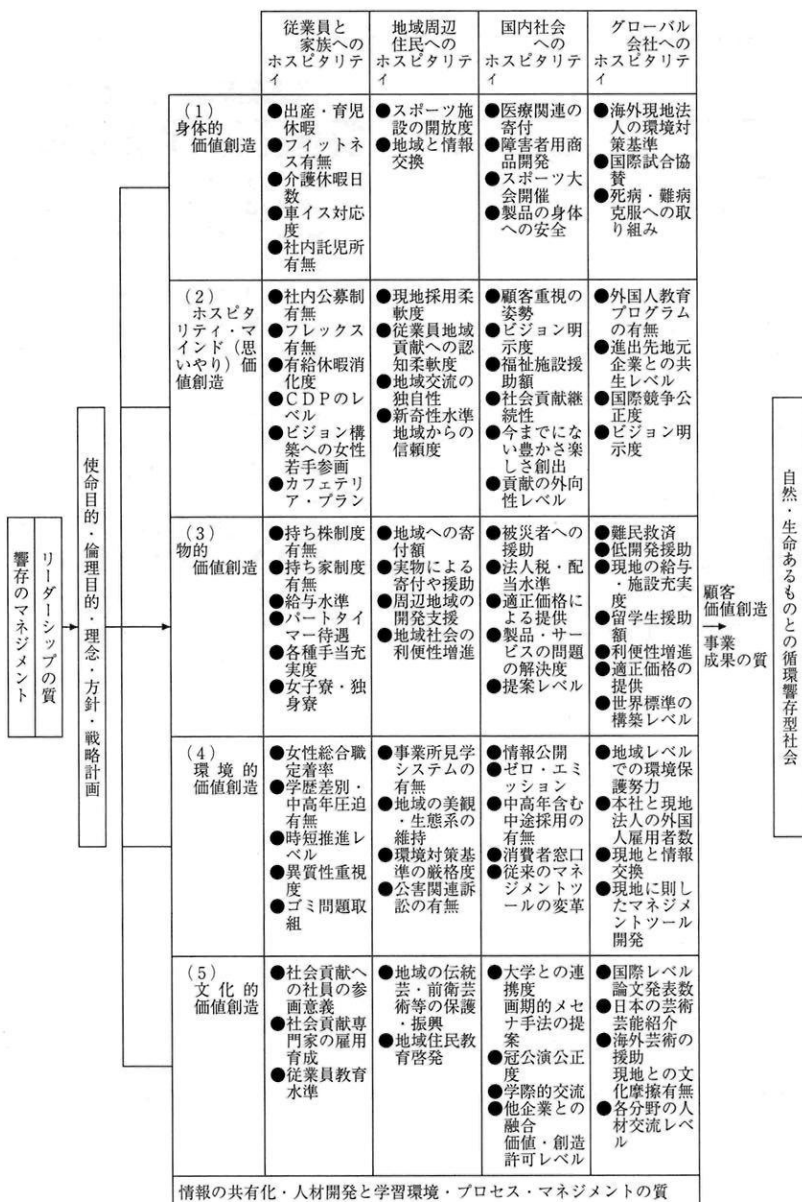 従業員と
家族への
ホスピタリテ
ィ
地域周辺
住民への
ホスピタリテ
ィ
国内社会
への
ホスピタリテ
ィ
グローバル
会社への
ホスピタリテ
ィ
(1)
身体的
価値創造
●出産・育児
休暇
●フィットネ
ス有無
●介護休暇日
数
●車イス対応
度
●社内託児所
有無
●スポーツ施
設の開放度
●地域と情報
交換
●医療関連の
寄付
●障害者用商
品開発
●スポーツ大
会開催
●製品の身体
への安全
●海外現地法
人の環境対
策基準
●国際試合協
賛
●死病・難病
克服への取
り組み
(2)
ホスピタ
リティ・マ
インド(思
いやり)価
値創造
●社内公募制
有無
●フレックス
有無
●有給休暇消
化度
●CDPのレ
ベル
●ビジョン構
築への女性
若手参画
●カフェテリ
ア・プラン
●現地採用柔
軟度
●従業員地域
貢献への認
知柔軟度
●地域交流の
独自性
●新奇性水準
地域からの
信頼度
●顧客重視の
姿勢
●ビジョン明
示度
●福祉施設援
助額
●社会貢献継
続性
●今までにな
い豊かさ楽
しさ創出
●貢献の外向
性レベル
●外国人教育
プログラム
の有無
●進出先地元
企業との共
生レベル
●国際競争公
正度
●ビジョン明
示度
(3)
物的
価値創造
●持ち株制度
有無
●持ち家制度
有無
●給与水準
●パートタイ
マー待遇
●各種手当充
実度
●女子寮・独
身寮
●地域への寄
付額
●実物による
寄付や援助
●周辺地域の
開発支援
●地域社会の
利便性増進
●被災者への
援助
●法人税・配
当水準
●適正価格に
よる提供
●製品・サー
ビスの問題
の解決度
●提案レベル
●難民救済
●低開発援助
●現地の給与
・施設充実
度
●留学生援助
額
●利便性増進
●適正価格の
提供
●世界標準の
構築レベル
(4)
環境的
価値創造
●女性総合職
定着率
●学歴差別・
中高年圧迫
有無
●時短推進レ
ベル
●異質性重視
度
●ゴミ問題取
組
●事業所見学
システムの
有無
●地域の美観
・生態系の
維持
●環境対策基
準の厳格度
●公害関連訴
訟の有無
●情報公開
●ゼロ・エミ
ッション
●中高年含む
中途採用の
有無
●消費者窓口
●従来のマネ
ジメントツ
ールの変革
●地域レベル
での環境保
護努力
●本社と現地
法人の外国
人雇用者数
●現地と情報
交換
●現地に則し
たマネジメ
ントツール
開発
(5)
文化的
価値創造
●社会貢献へ
の社員の参
画意義
●社会貢献専
門家の雇用
育成
●従業員教育
水準
●地域の伝統
芸・前衛芸
術等の保護
・振興
●地域住民教
育啓発
●大学との連
携度
画期的メセ
ナ手法の提
案
●冠公演公正
度
●学際的交流
●他企業との
融合
価値・創造
許可レベル
●国際レベル
論文発表数
●日本の芸術
芸能紹介
●海外芸術の
援助
現地との文
化摩擦有無
●各分野の人
材交流レベ
ル
情報の共有化・人材開発と学習環境・プロセス・マネジメントの質
リーダーシップの質
響存のマネジメント
使命目的・倫理目的・理念・方針・戦略計画
顧客
価値創造
事業
成果の質
自然・生命あるものとの循環響存型社会